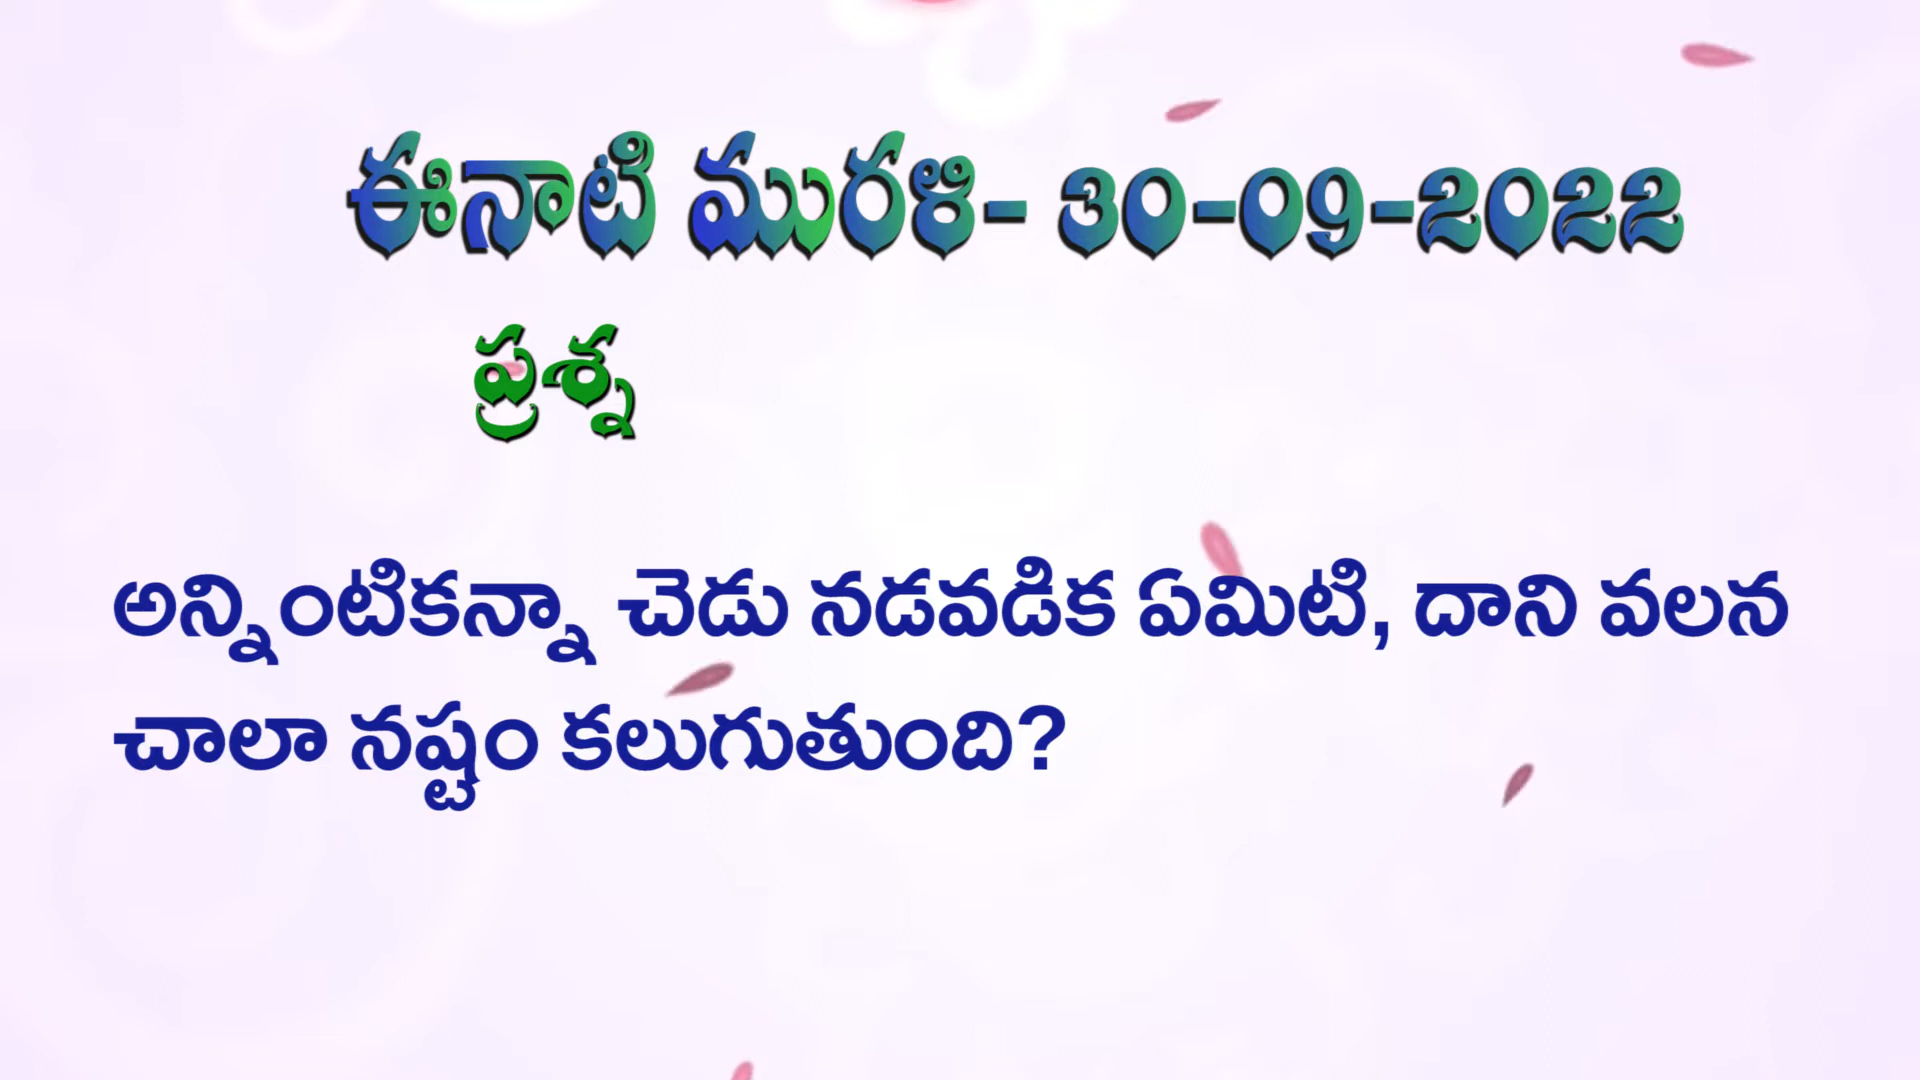 ఈనాటి మురళి- 30-09-2022
ప్రశ్న
అన్నింటికన్నా చెడు నడవడిక ఏమిటి, దాని వలన
చాలా నష్టం కలుగుతుంది?